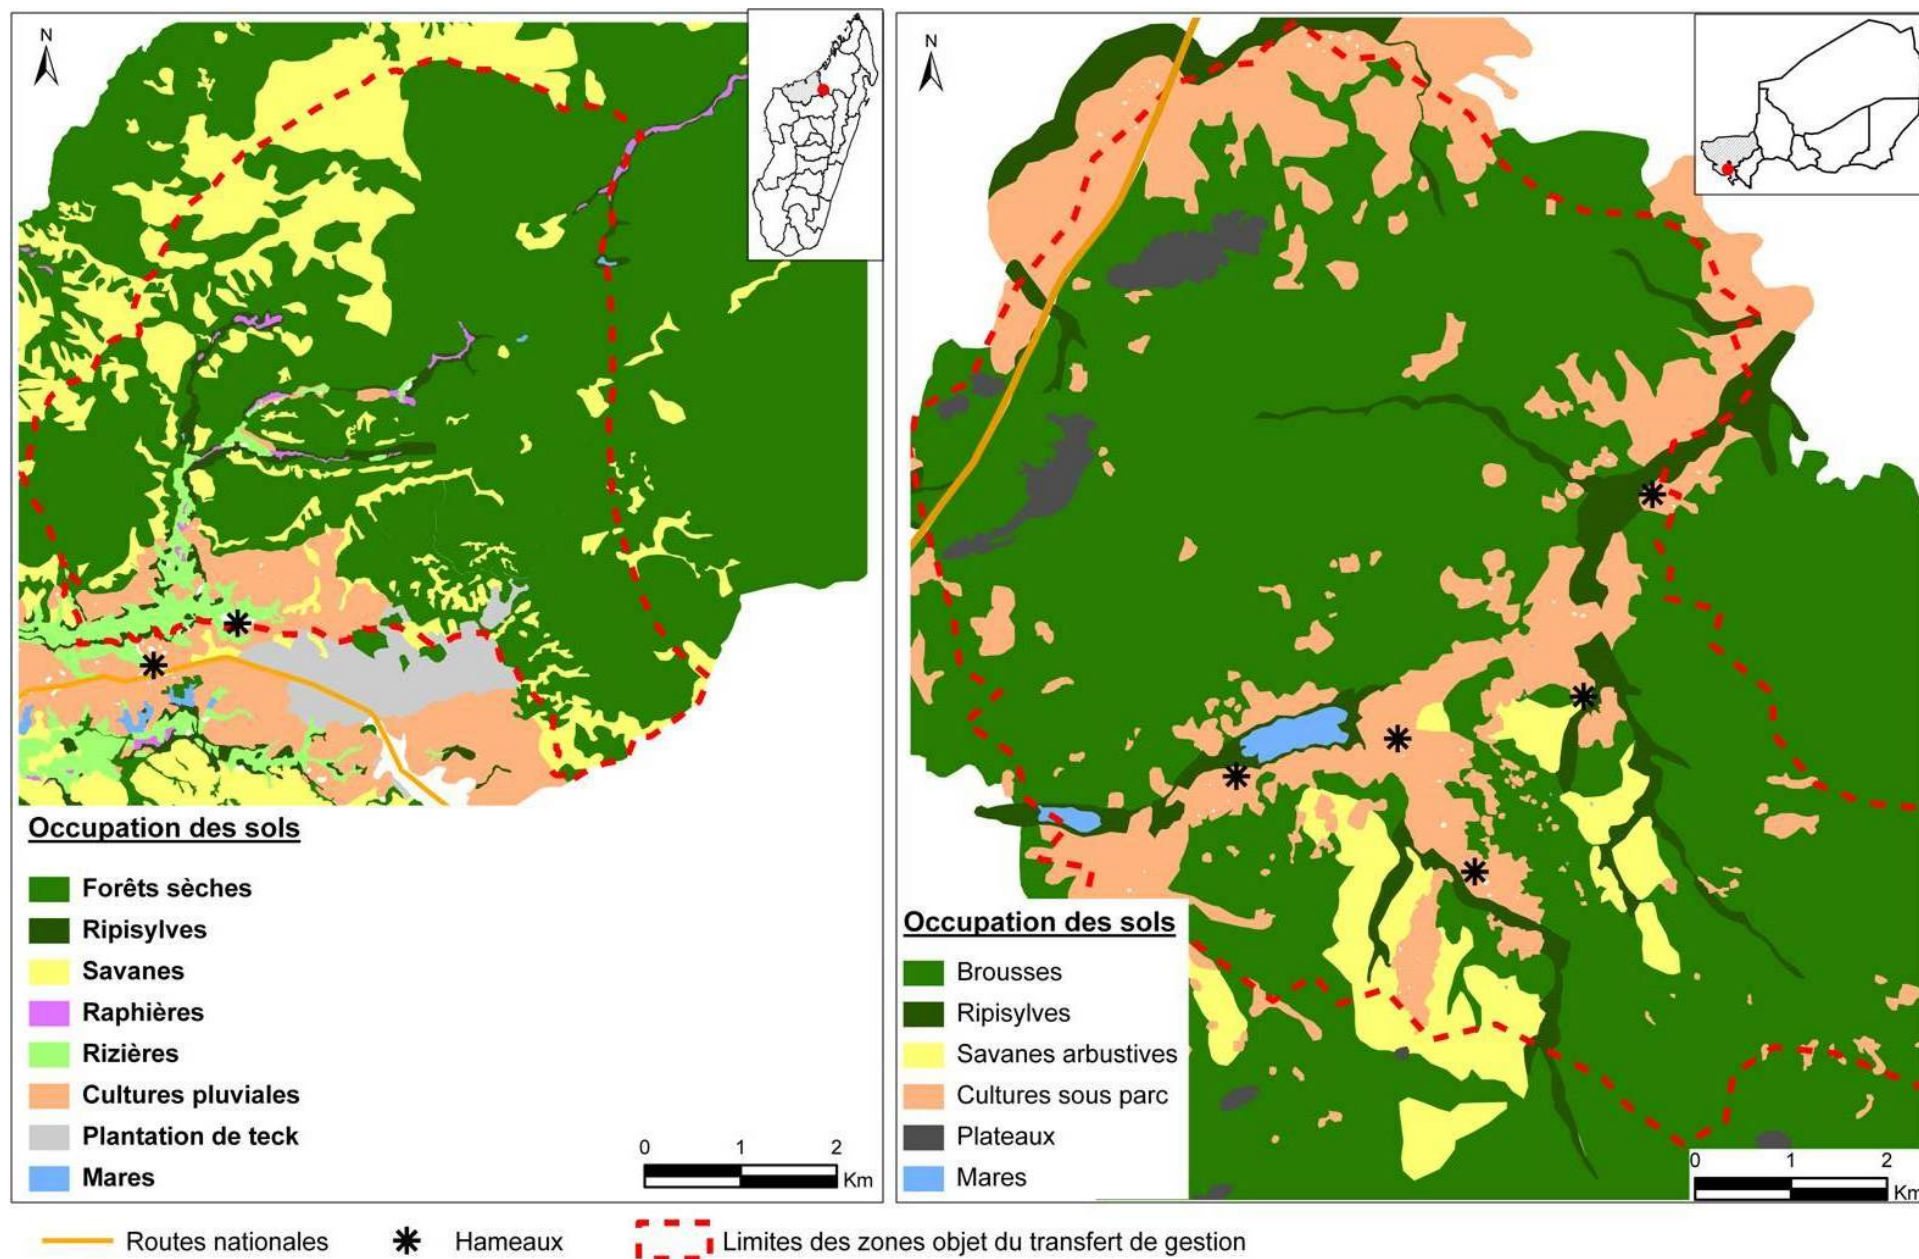 N
Occupation des sols
Forêts sèches
Ripisylves
Savanes
Raphières
Rizières
Cultures pluviales
Plantation de teck
Mares
0 1 2
Km
N
Occupation des sols
Brousses
Ripisylves
Savanes arbustives
Cultures sous parc
Plateaux
Mares
0 1 2
Km
Routes nationales Hameaux Limites des zones objet du transfert de gestion